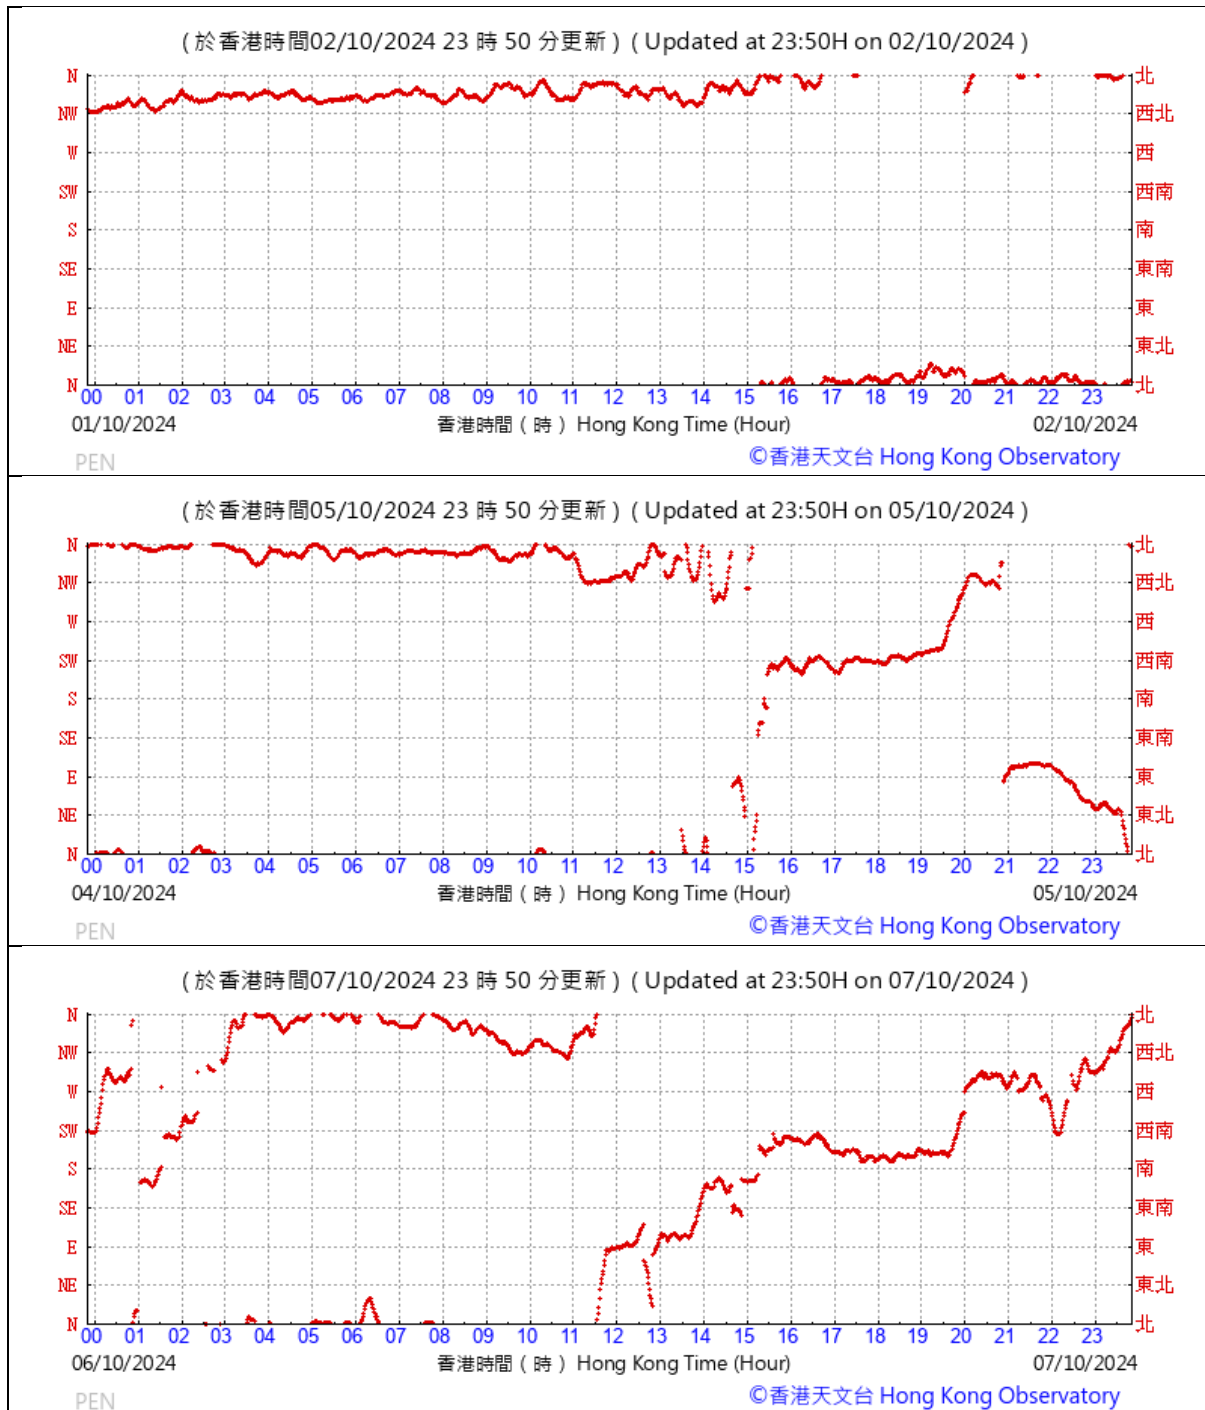 ( 於香港時間02/10/2024 23 時 50 分更新 ) ( Updated at 23:50H on 02/10/2024 )
N 北
NW 西北
W 西
SW 西南
S 南
SE 東南
E 東
NE 東北
N 北
00 01 02 03 04 05 06 07 08 09 10 11 12 13 14 15 16 17 18 19 20 21 22 23
01/10/2024 香港時間 ( 時 ) Hong Kong Time (Hour) 02/10/2024
PEN ©香港天文台 Hong Kong Observatory
( 於香港時間05/10/2024 23 時 50 分更新 ) ( Updated at 23:50H on 05/10/2024 )
N 北
NW 西北
W 西
SW 西南
S 南
SE 東南
E 東
NE 東北
N 北
00 01 02 03 04 05 06 07 08 09 10 11 12 13 14 15 16 17 18 19 20 21 22 23
04/10/2024 香港時間 ( 時 ) Hong Kong Time (Hour) 05/10/2024
PEN ©香港天文台 Hong Kong Observatory
( 於香港時間07/10/2024 23 時 50 分更新 ) ( Updated at 23:50H on 07/10/2024 )
N 北
NW 西北
W 西
SW 西南
S 南
SE 東南
E 東
NE 東北
N 北
00 01 02 03 04 05 06 07 08 09 10 11 12 13 14 15 16 17 18 19 20 21 22 23
06/10/2024 香港時間 ( 時 ) Hong Kong Time (Hour) 07/10/2024
PEN ©香港天文台 Hong Kong Observatory